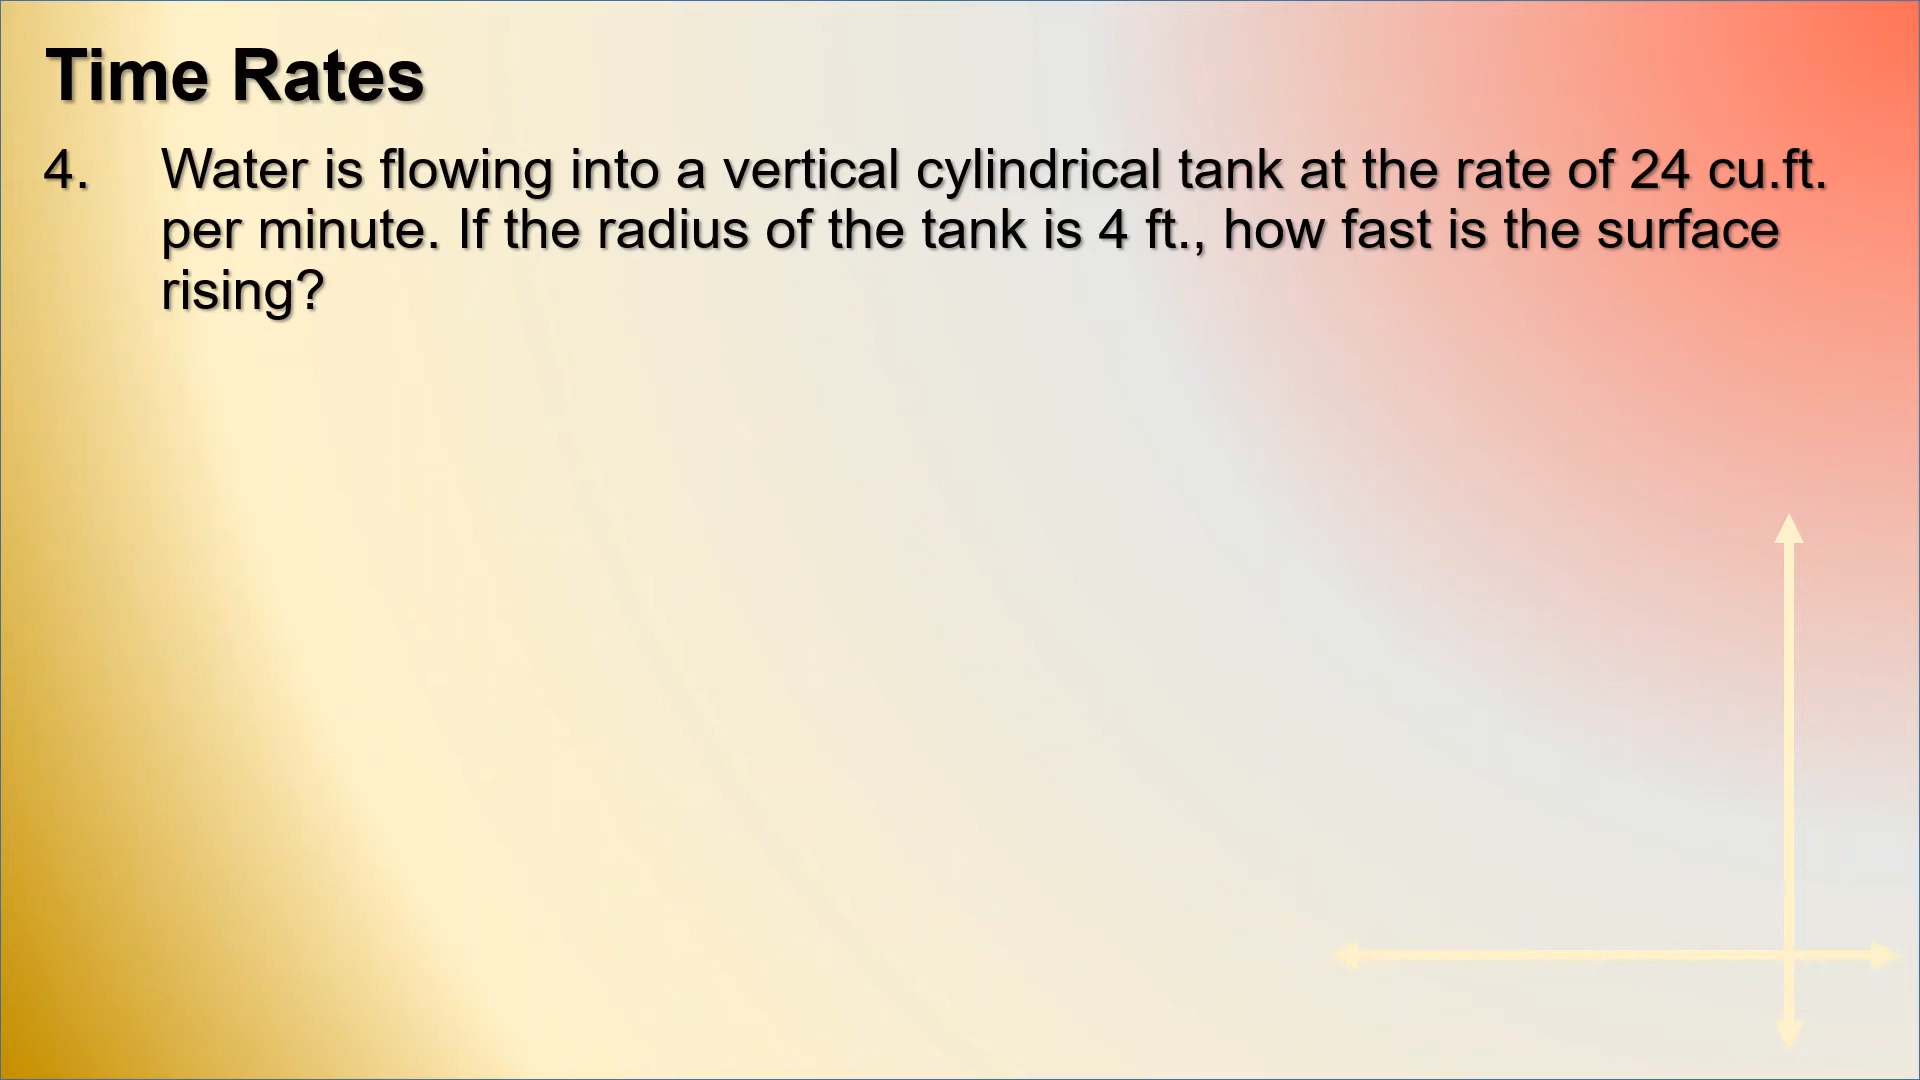 Time Rates
4. Water is flowing into a vertical cylindrical tank at the rate of 24 cu.ft.
per minute. If the radius of the tank is 4 ft., how fast is the surface
rising?